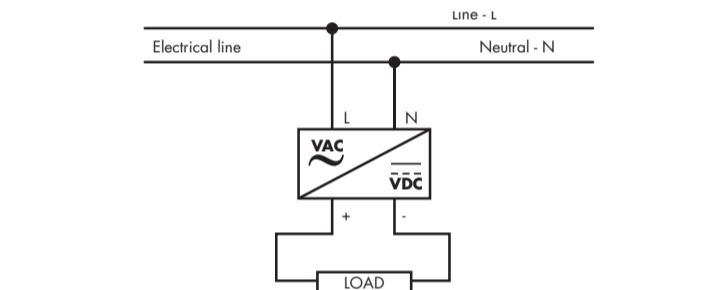 Line - L
Electrical line
Neutral - N
L
N
VAC
VDC
+
-
LOAD